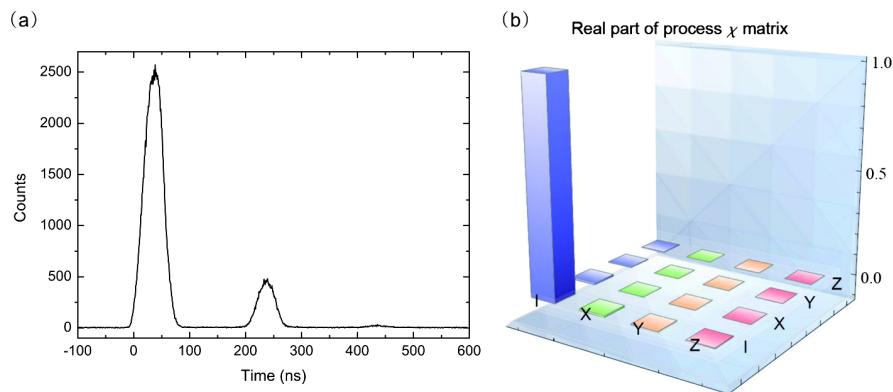 (a)
2500
2000
1500
1000
500
0
Counts
-100 0 100 200 300 400 500 600
Time (ns)
(b)
Real part of process χ matrix
1.0
0.5
0.0
I X Y Z
I X Y Z